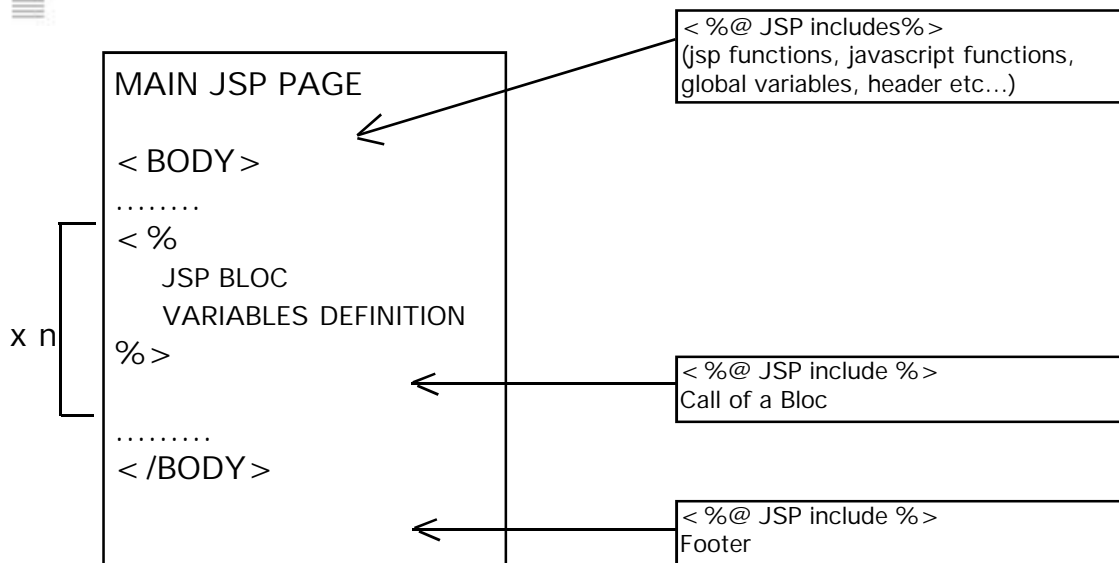 < %@ JSP includes% >
(jsp functions, javascript functions,
global variables, header etc...)
MAIN JSP PAGE
< BODY >
........
< %
JSP BLOC
VARIABLES DEFINITION
% >
x n
< %@ JSP include % >
Call of a Bloc
.........
< /BODY >
< %@ JSP include % >
Footer